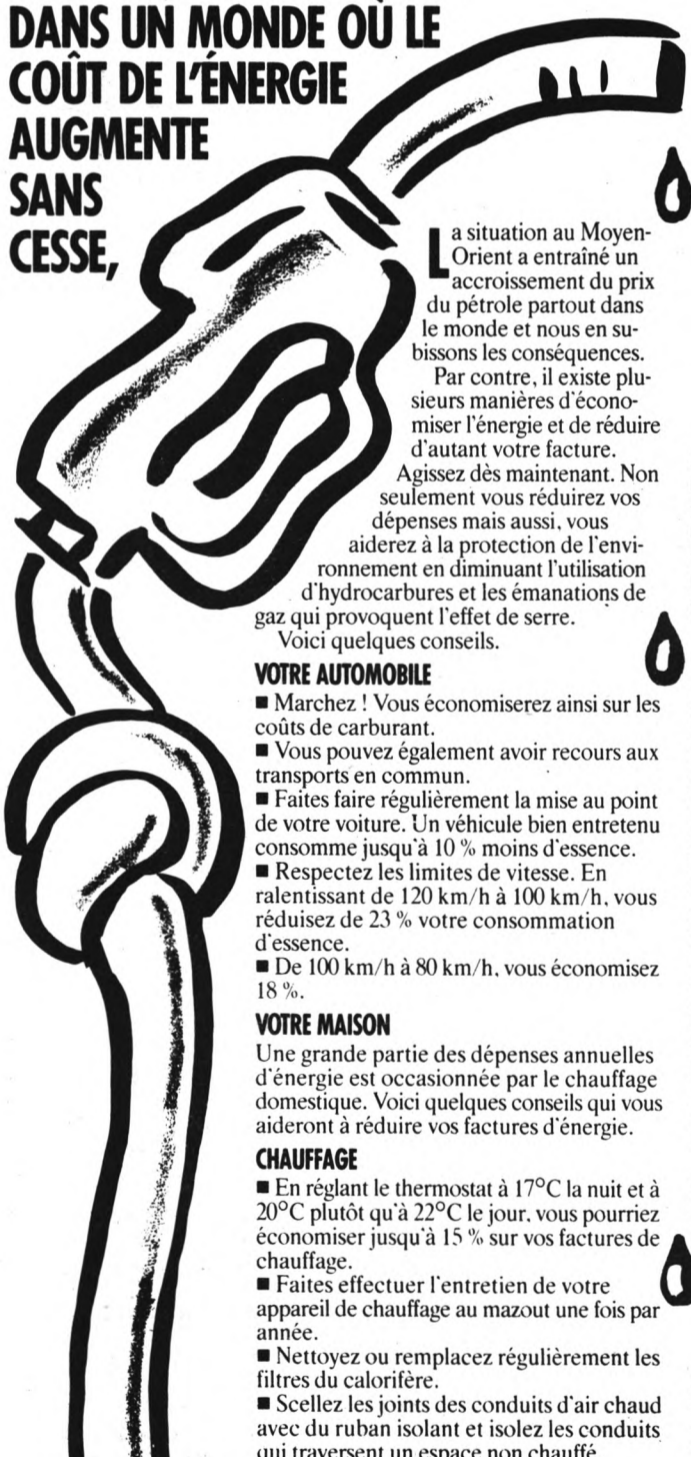 DANS UN MONDE OÙ LE
COÛT DE L'ÉNERGIE
AUGMENTE
SANS
CESSE,
La situation au Moyen-
Orient a entraîné un
accroissement du prix
du pétrole partout dans
le monde et nous en su-
bissons les conséquences.
Par contre, il existe plu-
sieurs manières d'écono-
miser l'énergie et de réduire
d'autant votre facture.
Agissez dès maintenant. Non
seulement vous réduirez vos
dépenses mais aussi, vous
aiderez à la protection de l'envi-
ronnement en diminuant l'utilisation
d'hydrocarbures et les émanations de
gaz qui provoquent l'effet de serre.
Voici quelques conseils.
VOTRE AUTOMOBILE
■ Marchez ! Vous économiserez ainsi sur les
coûts de carburant.
■ Vous pouvez également avoir recours aux
transports en commun.
■ Faites faire régulièrement la mise au point
de votre voiture. Un véhicule bien entretenu
consomme jusqu'à 10 % moins d'essence.
■ Respectez les limites de vitesse. En
ralentissant de 120 km/h à 100 km/h, vous
réduisez de 23 % votre consommation
d'essence.
■ De 100 km/h à 80 km/h, vous économisez
18 %.
VOTRE MAISON
Une grande partie des dépenses annuelles
d'énergie est occasionnée par le chauffage
domestique. Voici quelques conseils qui vous
aideront à réduire vos factures d'énergie.
CHAUFFAGE
■ En réglant le thermostat à 17°C la nuit et à
20°C plutôt qu'à 22°C le jour, vous pourriez
économiser jusqu'à 15 % sur vos factures de
chauffage.
■ Faites effectuer l'entretien de votre
appareil de chauffage au mazout une fois par
année.
■ Nettoyez ou remplacez régulièrement les
filtres du calorifère.
■ Scellez les joints des conduits d'air chaud
avec du ruban isolant et isolez les conduits
qui traversent un espace non chauffé